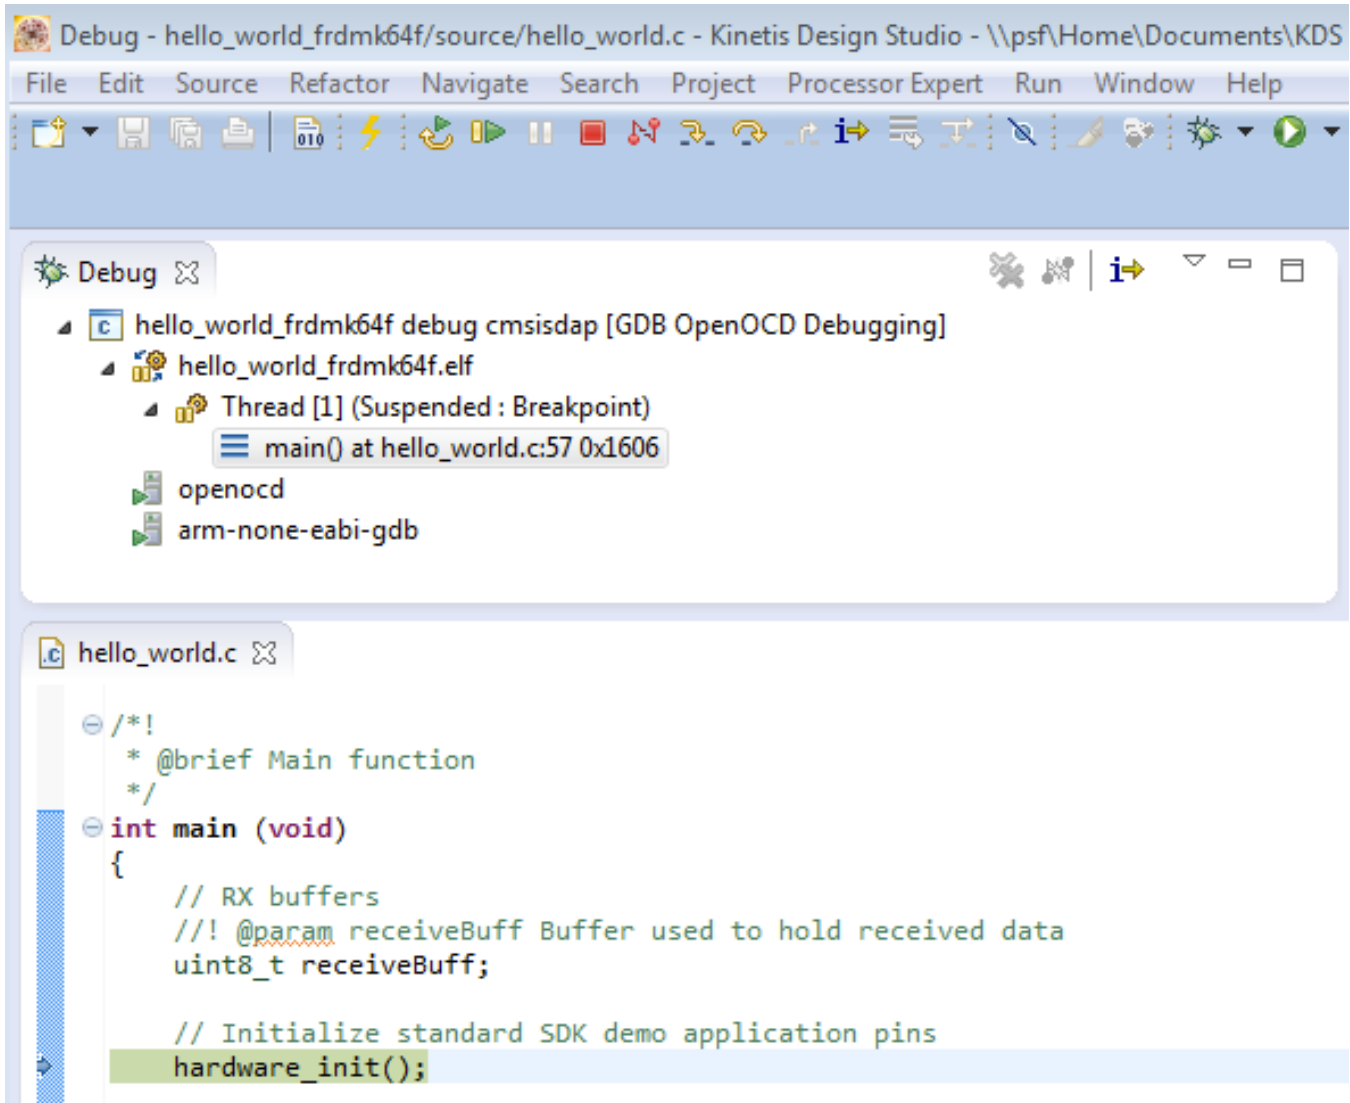 Debug - hello_world_frdmk64f/source/hello_world.c - Kinetis Design Studio - \\psf\Home\Documents\KDS
File Edit Source Refactor Navigate Search Project Processor Expert Run Window Help
010
i
Debug
i
c hello_world_frdmk64f debug cmsisdap [GDB OpenOCD Debugging]
hello_world_frdmk64f.elf
Thread [1] (Suspended : Breakpoint)
main() at hello_world.c:57 0x1606
openocd
arm-none-eabi-gdb
.c hello_world.c
/*!
* @brief Main function
*/
int main (void)
{
// RX buffers
//! @param receiveBuff Buffer used to hold received data
uint8_t receiveBuff;
// Initialize standard SDK demo application pins
hardware_init();